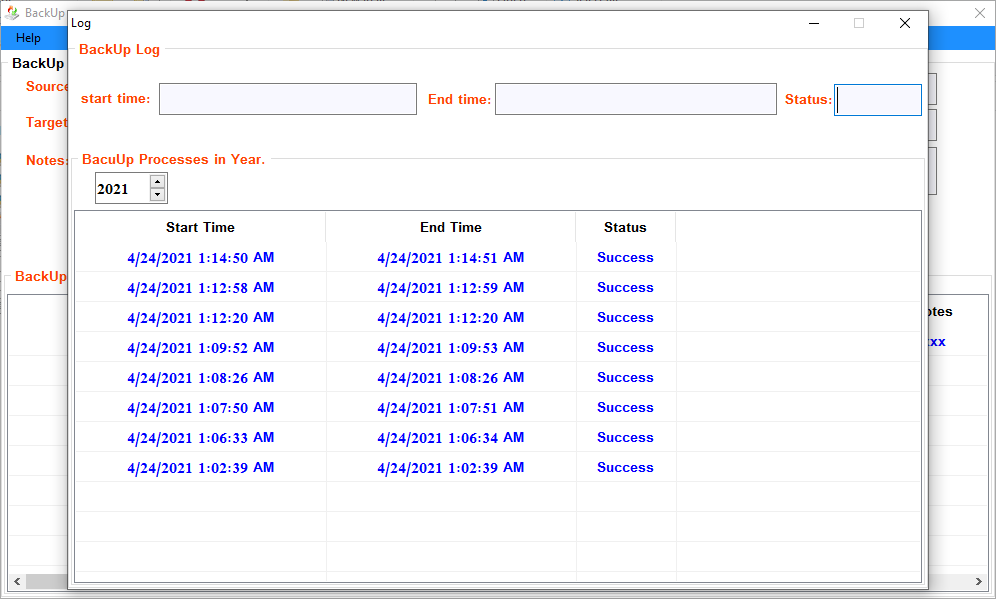 BackUp
Log
Help
BackUp Log
BackUp
Source
start time:
End time:
Status:
Target
Notes:
BacuUp Processes in Year.
2021
Start Time End Time Status
4/24/2021 1:14:50 AM 4/24/2021 1:14:51 AM Success
BackUp
4/24/2021 1:12:58 AM 4/24/2021 1:12:59 AM Success
4/24/2021 1:12:20 AM 4/24/2021 1:12:20 AM Success
otes
4/24/2021 1:09:52 AM 4/24/2021 1:09:53 AM Success
xx
4/24/2021 1:08:26 AM 4/24/2021 1:08:26 AM Success
4/24/2021 1:07:50 AM 4/24/2021 1:07:51 AM Success
4/24/2021 1:06:33 AM 4/24/2021 1:06:34 AM Success
4/24/2021 1:02:39 AM 4/24/2021 1:02:39 AM Success